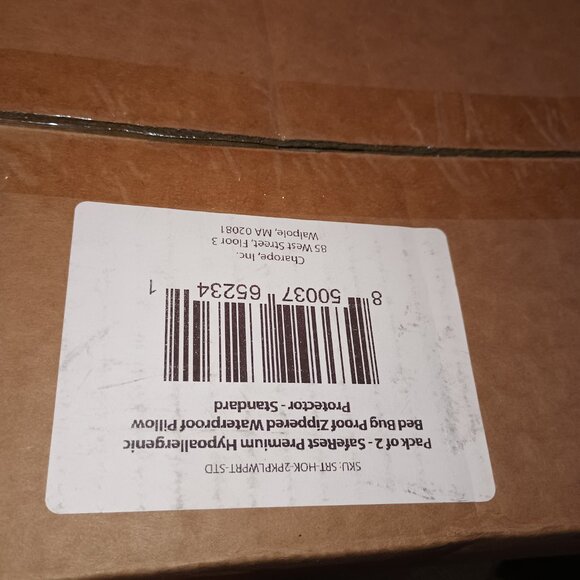 SKU: SRT-HOK-2PKPLWPRT-STD
Pack of 2 - SafeRest Premium Hypoallergenic
Bed Bug Proof Zippered Waterproof Pillow
Protector - Standard
8 50037 65234 1
Charope, Inc.
85 West Street, Floor 3
Walpole, MA 02081